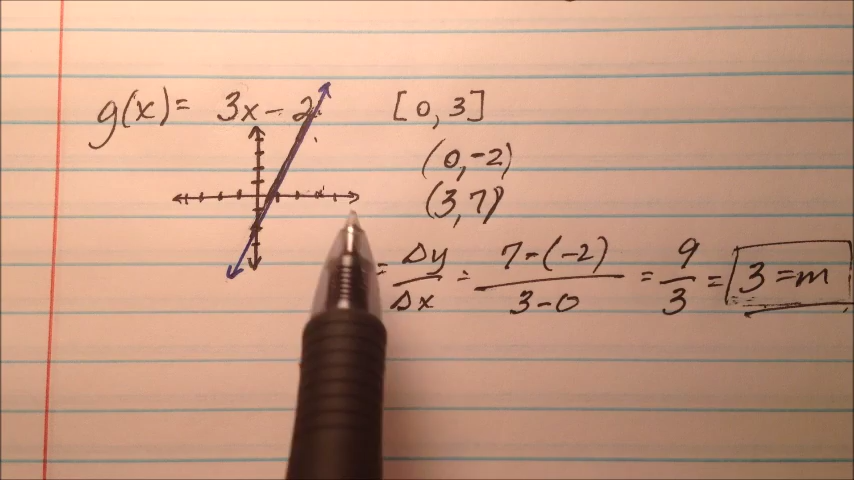 g(x) = 3x - 2 [0, 3]
(0, -2)
(3, 7)
= Δy/Δx = 7-(-2)/3-0 = 9/3 = 3 = m